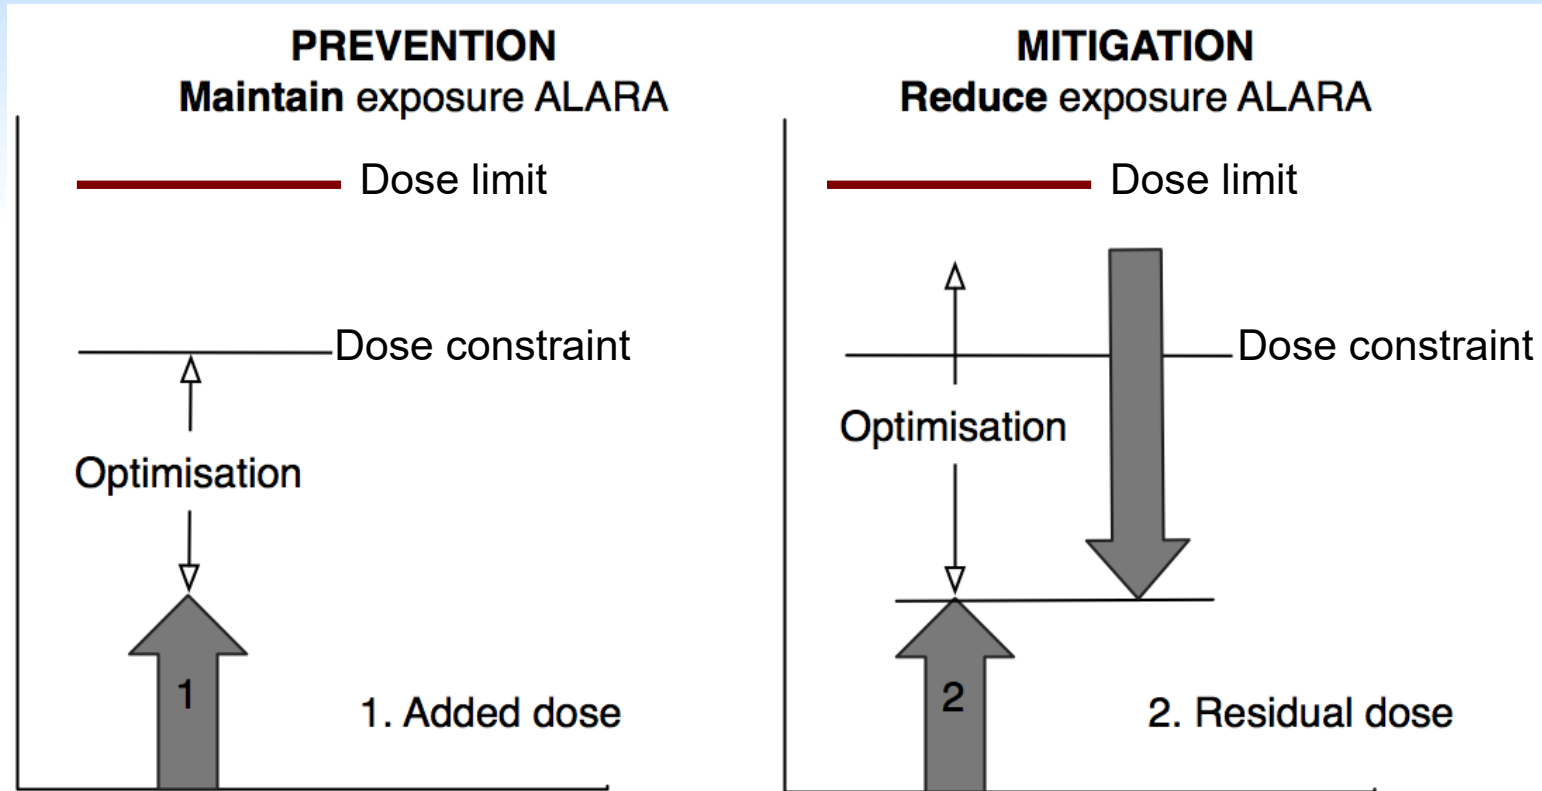 PREVENTION
Maintain exposure ALARA
Dose limit
Dose constraint
Optimisation
1
1. Added dose
MITIGATION
Reduce exposure ALARA
Dose limit
Dose constraint
Optimisation
2
2. Residual dose